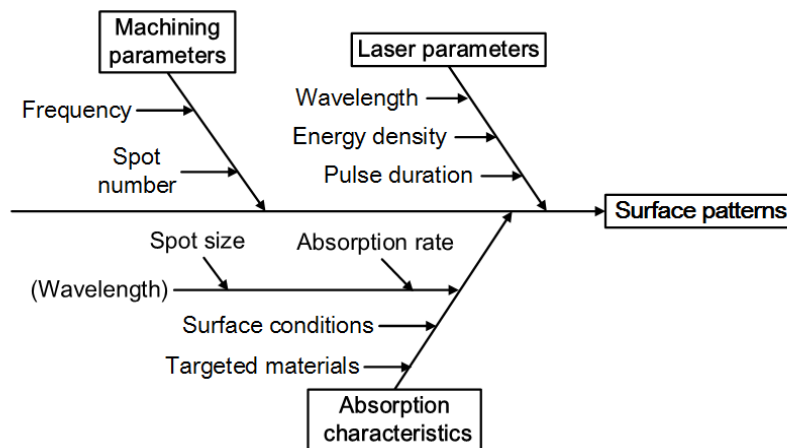 Machining
parameters
Laser parameters
Frequency
Wavelength
Energy density
Spot
number
Pulse duration
Surface patterns
Spot size
Absorption rate
(Wavelength)
Surface conditions
Targeted materials
Absorption
characteristics